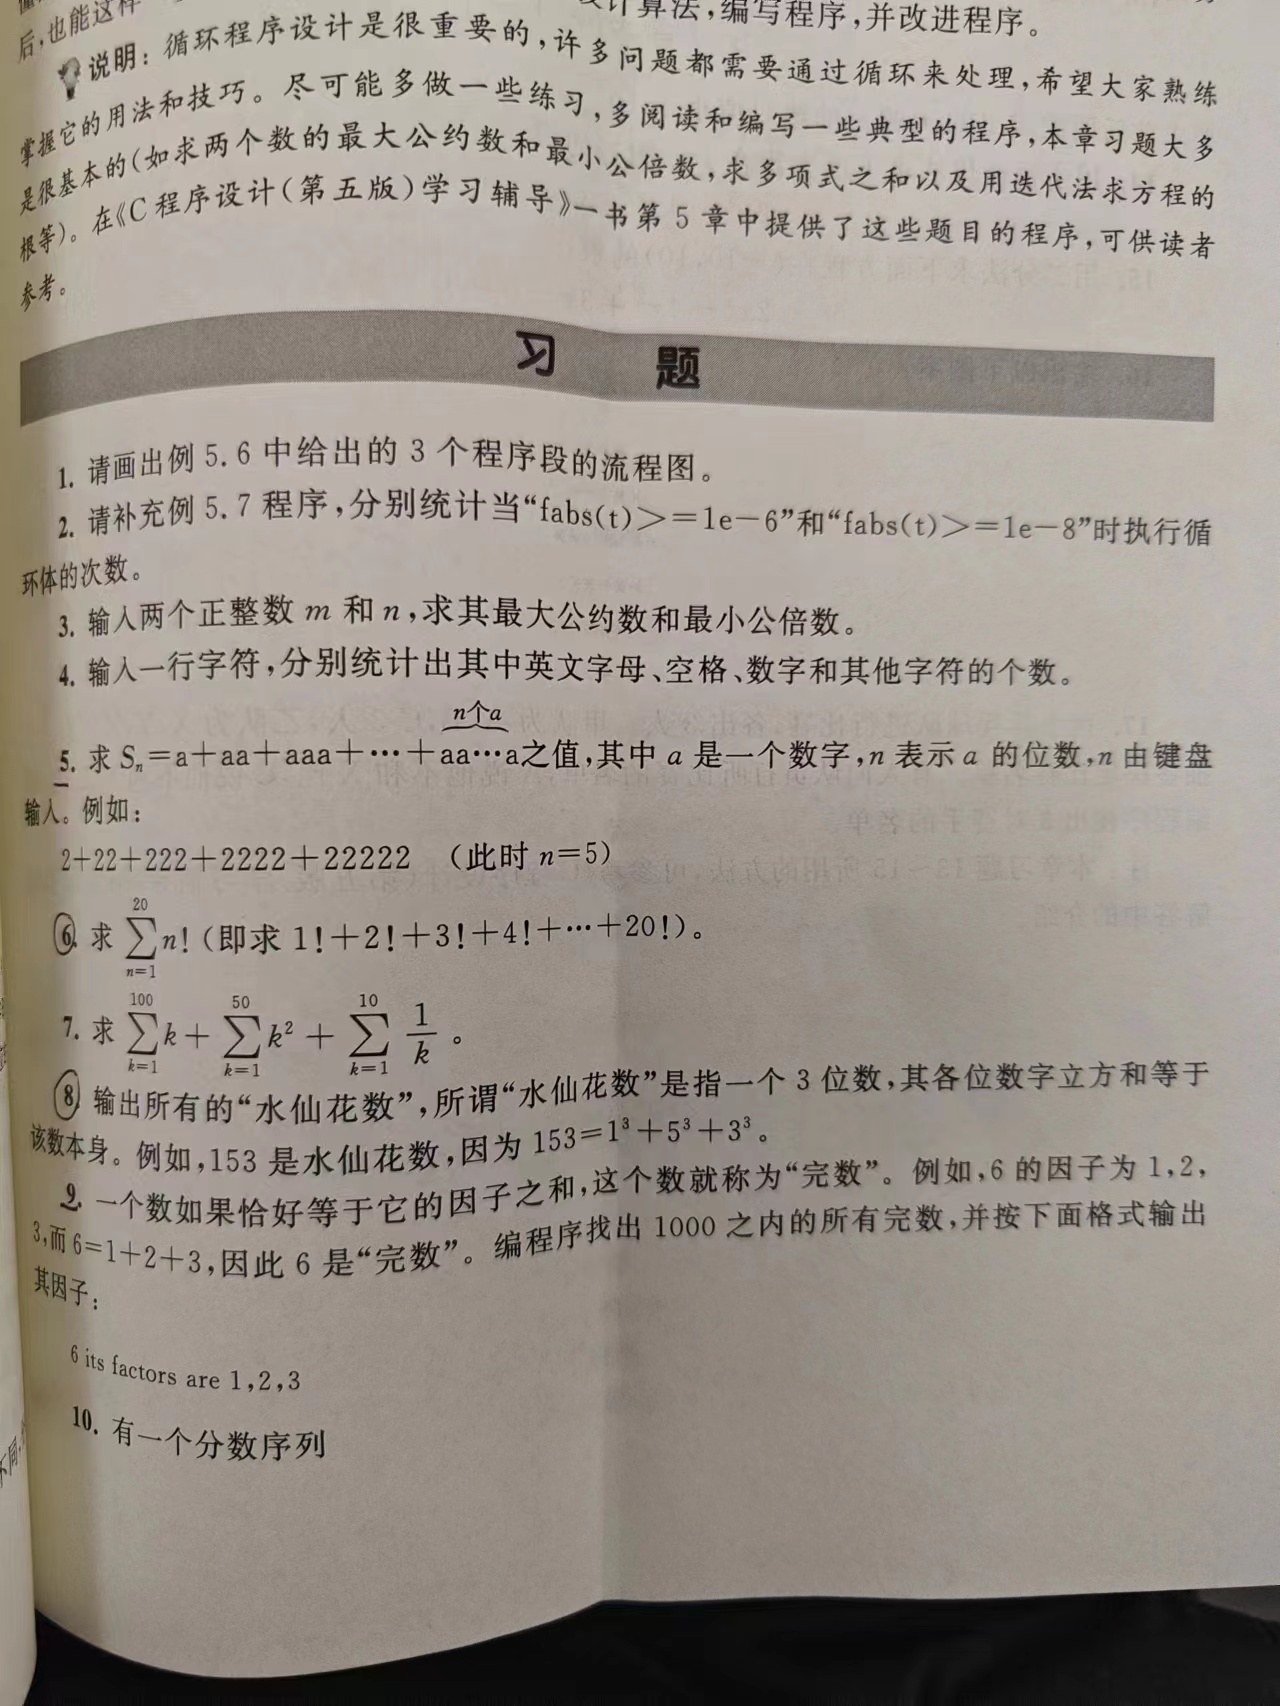 后,也能这样
设计算法,编写程序,并改进程序。
说明:循环程序设计是很重要的,许多问题都需要通过循环来处理,希望大家熟练
掌握它的用法和技巧。尽可能多做一些练习,多阅读和编写一些典型的程序,本章习题大多
是很基本的(如求两个数的最大公约数和最小公倍数,求多项式之和以及用迭代法求方程的
根等)。在《C程序设计(第五版)学习辅导》一书第5章中提供了这些题目的程序,可供读者
参考。
习 题
1. 请画出例5.6中给出的3个程序段的流程图。
2. 请补充例5.7程序,分别统计当“fabs(t)>=1e-6”和“fabs(t)>=1e-8”时执行循
环体的次数。
3. 输入两个正整数m和n,求其最大公约数和最小公倍数。
4. 输入一行字符,分别统计出其中英文字母、空格、数字和其他字符的个数。
n个a
5. 求Sₙ=a+aa+aaa+…+aa…a之值,其中a是一个数字,n表示a的位数,n由键盘
输入。例如:
2+22+222+2222+22222 (此时n=5)
6. 求 ∑_{n=1}^{20} n! (即求1!+2!+3!+4!+…+20!)。
7. 求 ∑_{k=1}^{100} k + ∑_{k=1}^{50} k² + ∑_{k=1}^{10} 1/k 。
8. 输出所有的“水仙花数”,所谓“水仙花数”是指一个3位数,其各位数字立方和等于
该数本身。例如,153是水仙花数,因为153=1³+5³+3³。
9. 一个数如果恰好等于它的因子之和,这个数就称为“完数”。例如,6的因子为1,2,
3,而6=1+2+3,因此6是“完数”。编程序找出1000之内的所有完数,并按下面格式输出
其因子:
6 its factors are 1,2,3
10. 有一个分数序列